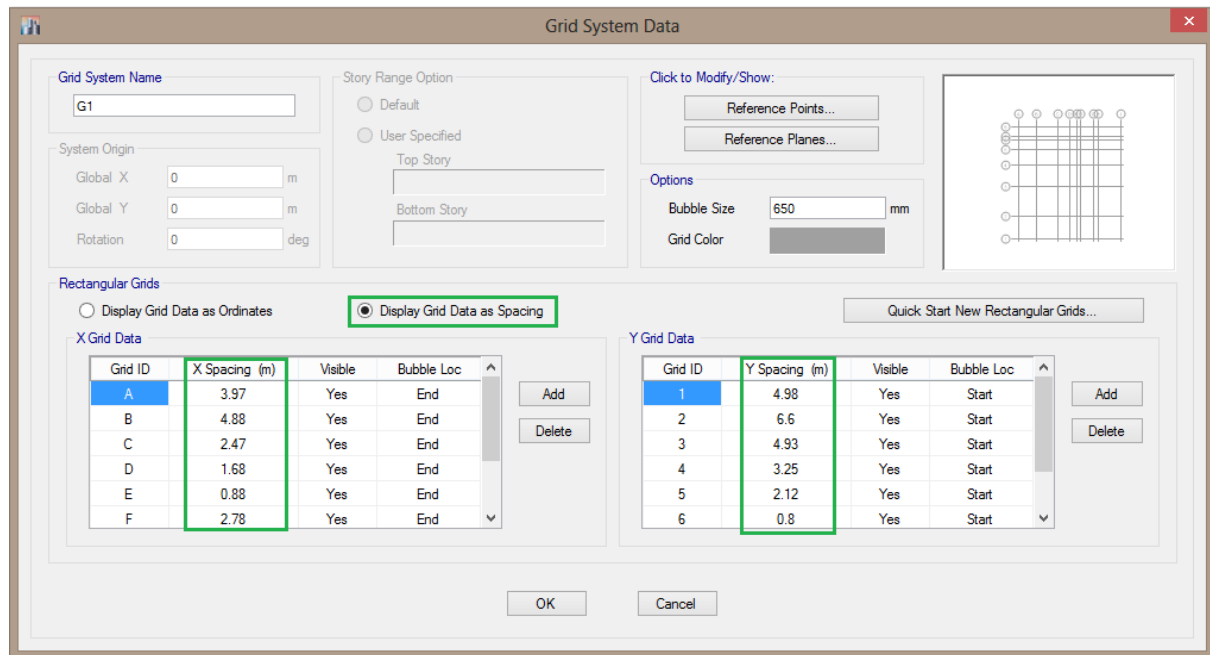 Grid System Data
Grid System Name
G1
System Origin
Global X 0 m
Global Y 0 m
Rotation 0 deg
Story Range Option
Default
User Specified
Top Story
Bottom Story
Click to Modify/Show:
Reference Points...
Reference Planes...
Options
Bubble Size 650 mm
Grid Color
Rectangular Grids
Display Grid Data as Ordinates
Display Grid Data as Spacing
Quick Start New Rectangular Grids...
X Grid Data
Grid ID X Spacing (m) Visible Bubble Loc
A 3.97 Yes End
B 4.88 Yes End
C 2.47 Yes End
D 1.68 Yes End
E 0.88 Yes End
F 2.78 Yes End
Add
Delete
Y Grid Data
Grid ID Y Spacing (m) Visible Bubble Loc
1 4.98 Yes Start
2 6.6 Yes Start
3 4.93 Yes Start
4 3.25 Yes Start
5 2.12 Yes Start
6 0.8 Yes Start
Add
Delete
OK
Cancel